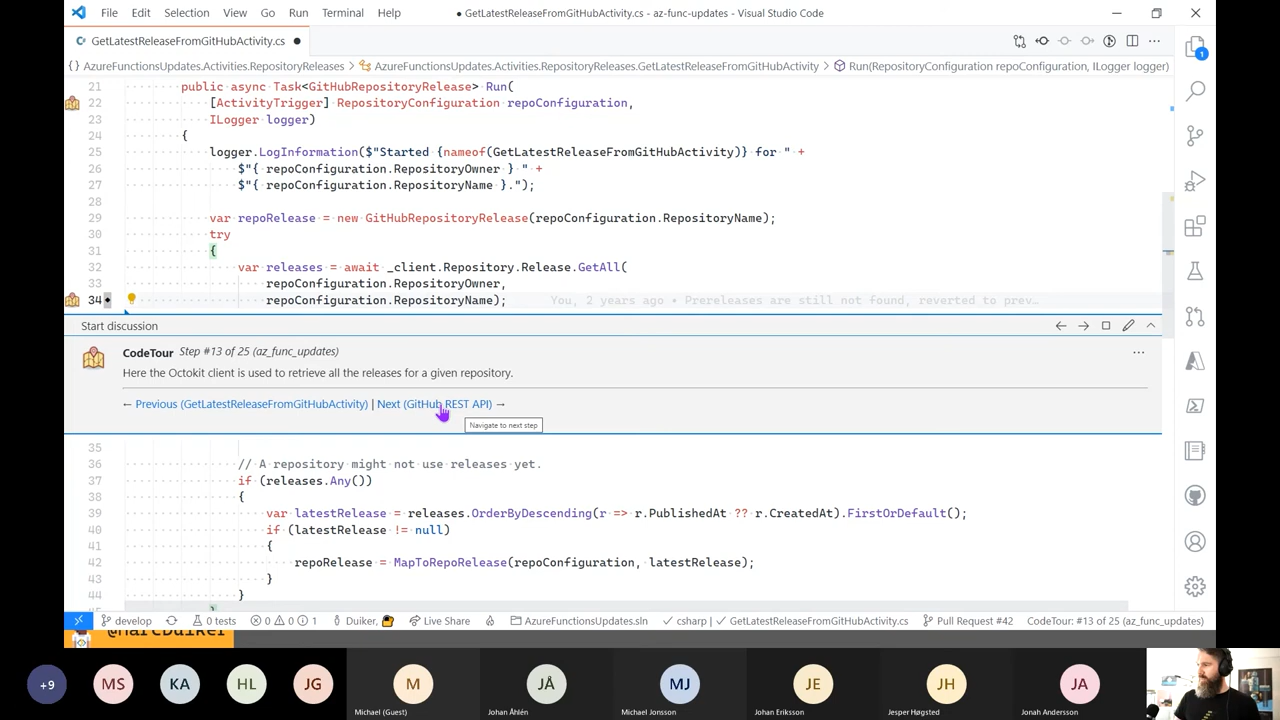 File Edit Selection View Go Run Terminal Help
● GetLatestReleaseFromGitHubActivity.cs - az-func-updates - Visual Studio Code
GetLatestReleaseFromGitHubActivity.cs ●
{ } AzureFunctionsUpdates.Activities.RepositoryReleases > AzureFunctionsUpdates.Activities.RepositoryReleases.GetLatestReleaseFromGitHubActivity > Run(RepositoryConfiguration repoConfiguration, ILogger logger)
1
21 public async Task<GitHubRepositoryRelease> Run(
22 [ActivityTrigger] RepositoryConfiguration repoConfiguration,
23 ILogger logger)
24 {
25 logger.LogInformation($"Started {nameof(GetLatestReleaseFromGitHubActivity)} for " +
26 $"{ repoConfiguration.RepositoryOwner } " +
27 $"{ repoConfiguration.RepositoryName }.");
28
29 var repoRelease = new GitHubRepositoryRelease(repoConfiguration.RepositoryName);
30 try
31 {
32 var releases = await _client.Repository.Release.GetAll(
33 repoConfiguration.RepositoryOwner,
34 repoConfiguration.RepositoryName); You, 2 years ago • Prereleases are still not found, reverted to prev…
Start discussion
CodeTour Step #13 of 25 (az_func_updates)
Here the Octokit client is used to retrieve all the releases for a given repository.
← Previous (GetLatestReleaseFromGitHubActivity) | Next (GitHub REST API) →
Navigate to next step
35
36 // A repository might not use releases yet.
37 if (releases.Any())
38 {
39 var latestRelease = releases.OrderByDescending(r => r.PublishedAt ?? r.CreatedAt).FirstOrDefault();
40 if (latestRelease != null)
41 {
42 repoRelease = MapToRepoRelease(repoConfiguration, latestRelease);
43 }
44 }
develop 0 tests 0 0 1 Duiker, Live Share AzureFunctionsUpdates.sln csharp | GetLatestReleaseFromGitHubActivity.cs Pull Request #42 CodeTour: #13 of 25 (az_func_updates)
@marcduiker
+9 MS KA HL JG M JÅ MJ JE JH JA
Michael (Guest) Johan Åhlén Michael Jonsson Johan Eriksson Jesper Høgsted Jonah Andersson